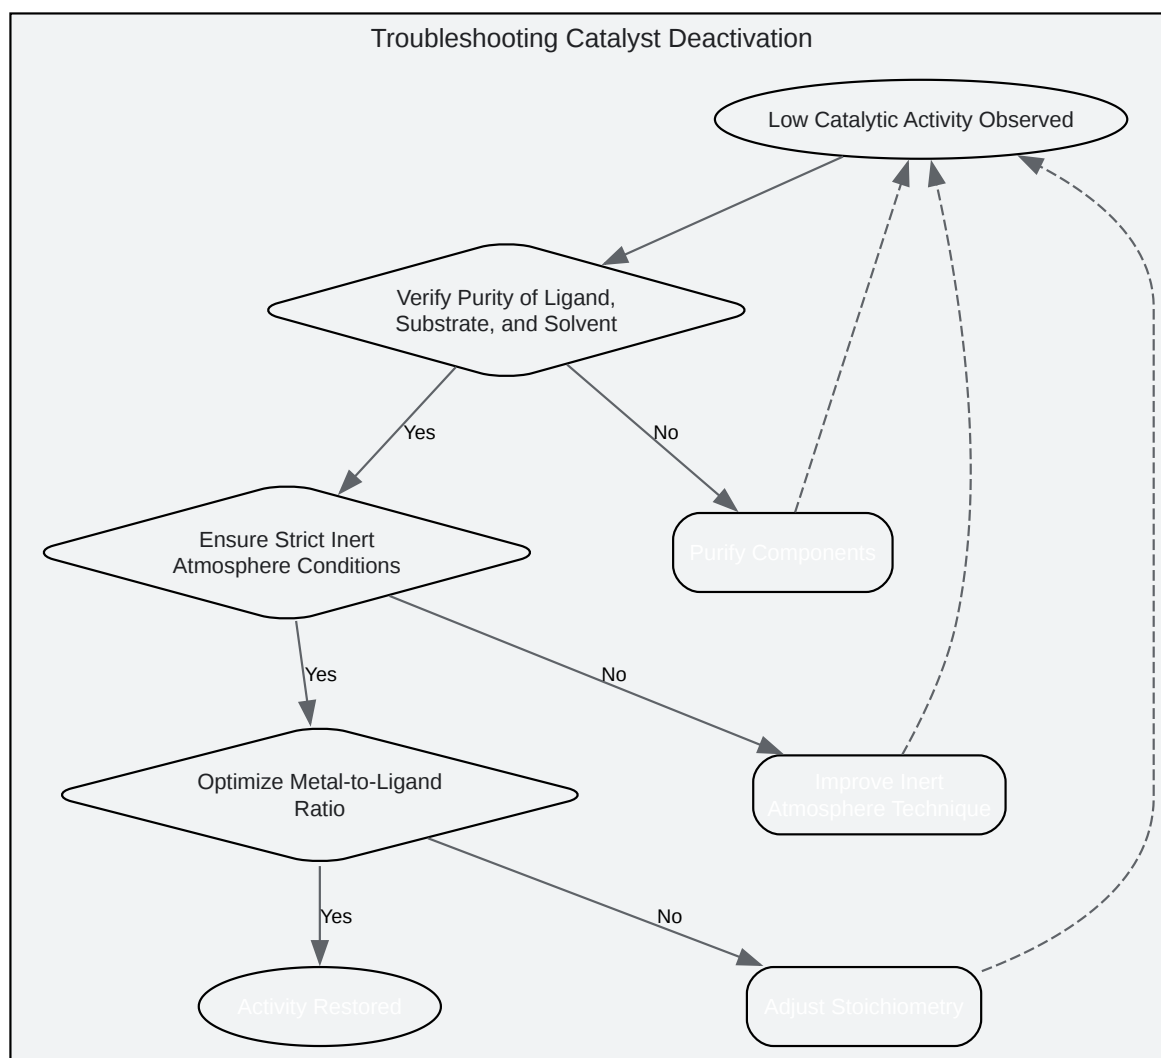 Troubleshooting Catalyst Deactivation
Low Catalytic Activity Observed
Verify Purity of Ligand,
Substrate, and Solvent
Yes
No
Ensure Strict Inert
Atmosphere Conditions
Purify Components
Yes
No
Optimize Metal-to-Ligand
Ratio
Improve Inert
Atmosphere Technique
Yes
No
Activity Restored
Adjust Stoichiometry